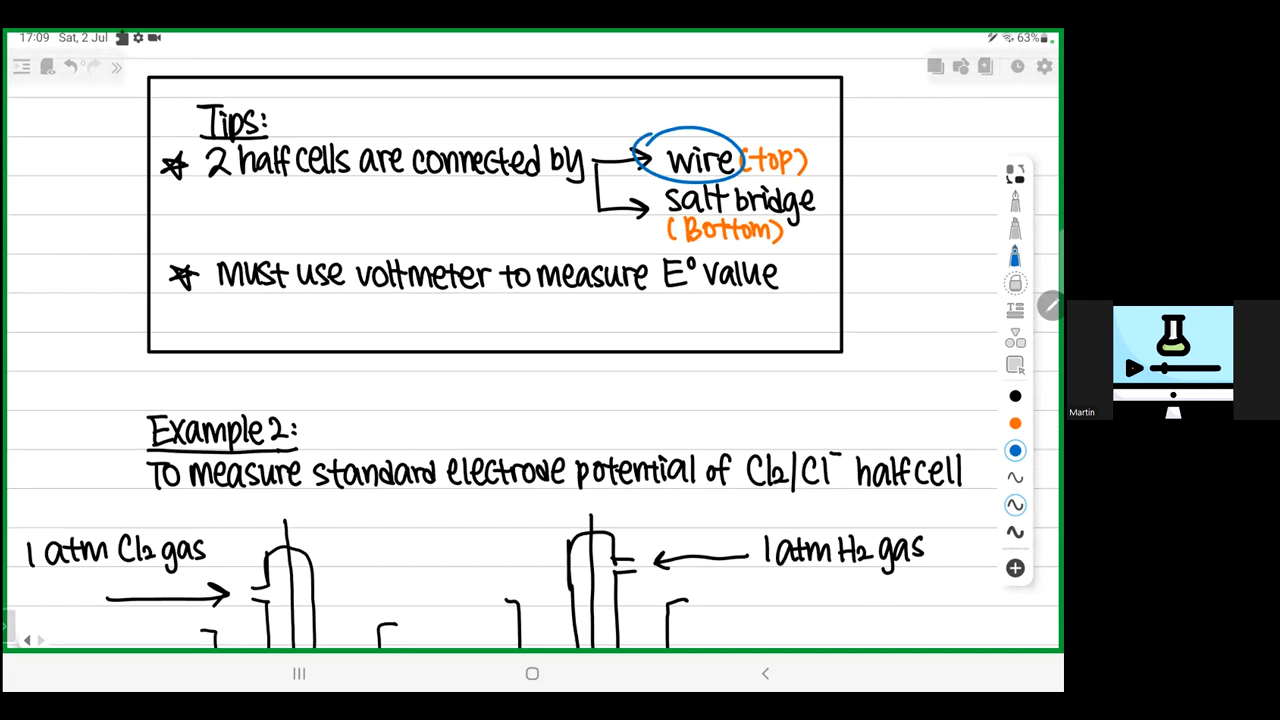 17:09 Sat, 2 Jul
63%
Tips:
☆ 2 half cells are connected by → wire (top)
→ salt bridge
(Bottom)
☆ must use voltmeter to measure E° value
Example 2:
To measure standard electrode potential of Cl2/Cl⁻ half cell
1 atm Cl2 gas
1 atm H2 gas
Martin